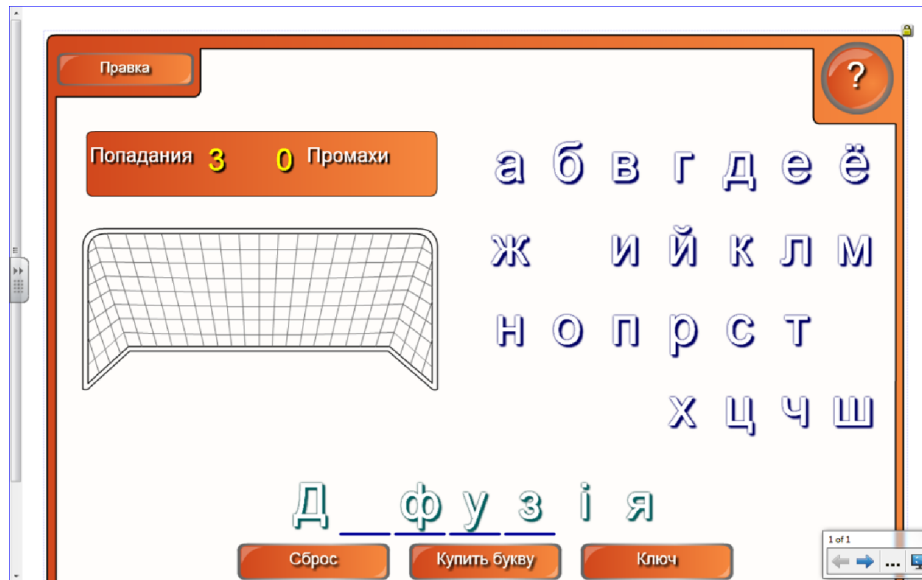 Правка
?
Попадания 3 0 Промахи
а б в г д е ё
ж и й к л м
н о п р с т
х ц ч ш
Д _ ф у з і я
Сброс Купить букву Ключ
1 of 1